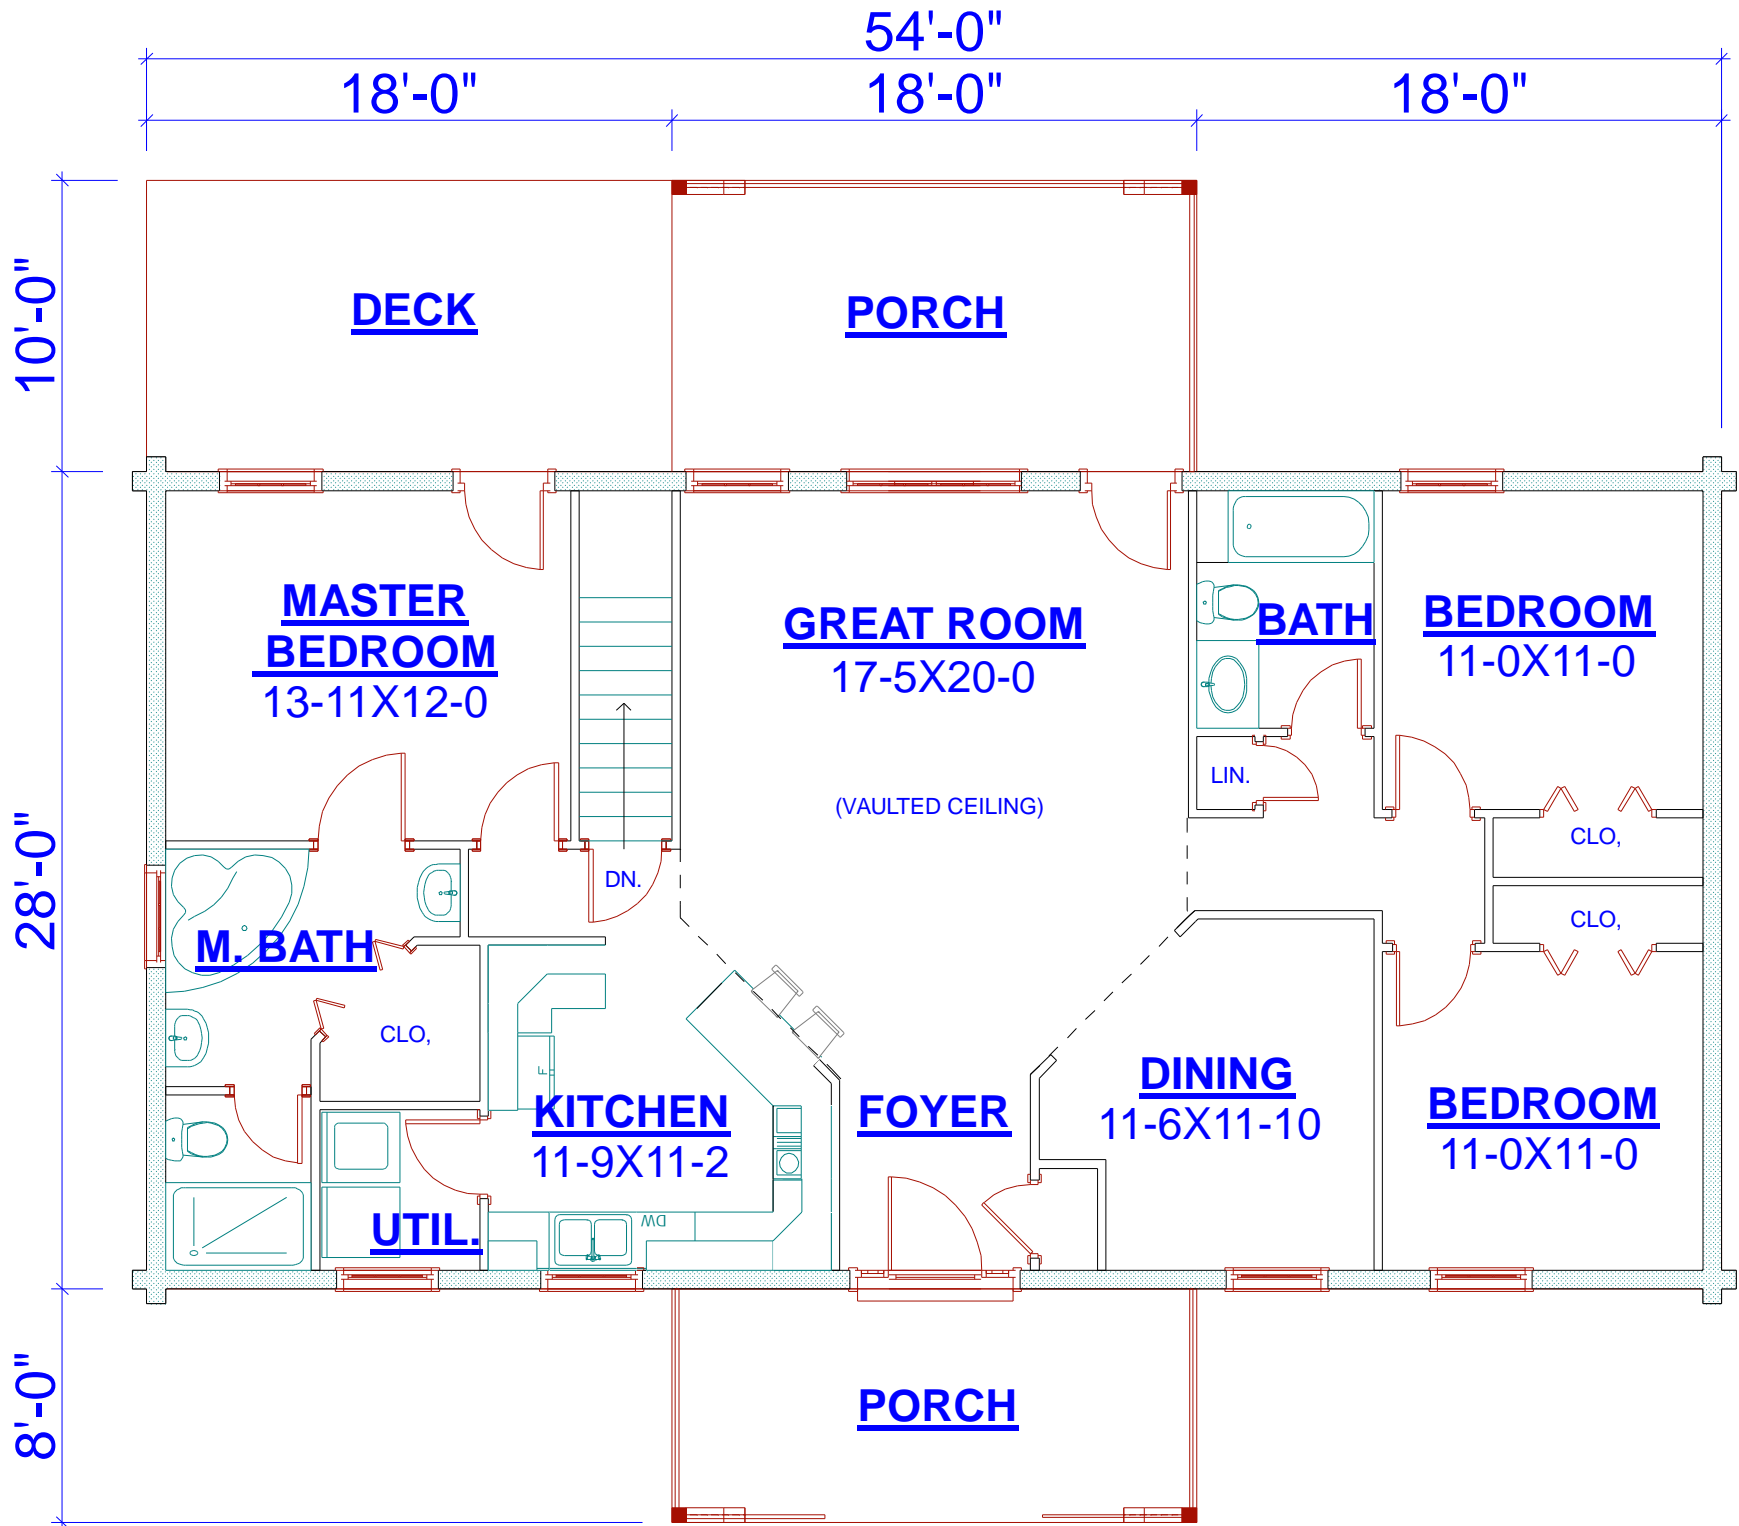 54'-0"
18'-0" 18'-0" 18'-0"
10'-0"
DECK
PORCH
28'-0"
MASTER
BEDROOM
13-11X12-0
GREAT ROOM
17-5X20-0
(VAULTED CEILING)
BATH
BEDROOM
11-0X11-0
LIN.
CLO,
CLO,
DN.
M. BATH
CLO,
F
KITCHEN
11-9X11-2
FOYER
DINING
11-6X11-10
BEDROOM
11-0X11-0
UTIL.
DW
8'-0"
PORCH